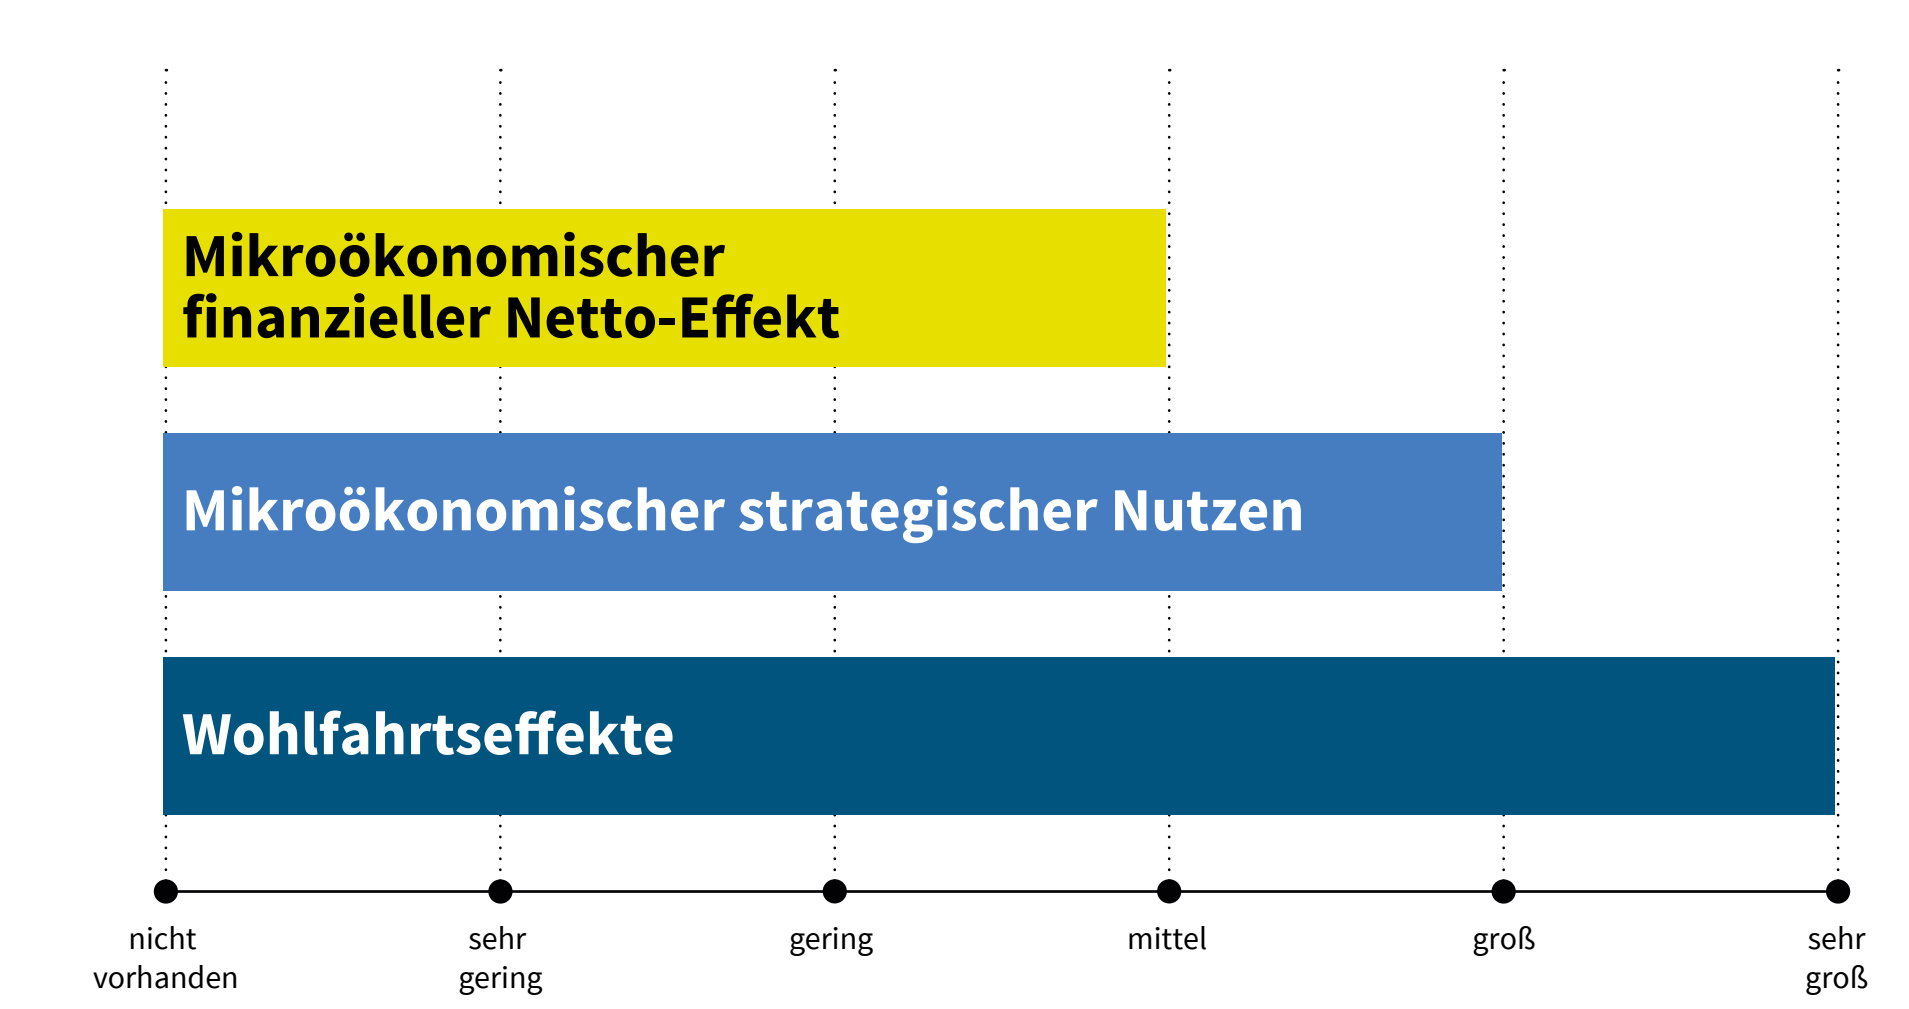 Mikroökonomischer
finanzieller Netto-Effekt
Mikroökonomischer strategischer Nutzen
Wohlfahrtseffekte
nicht
vorhanden
sehr
gering
gering
mittel
groß
sehr
groß